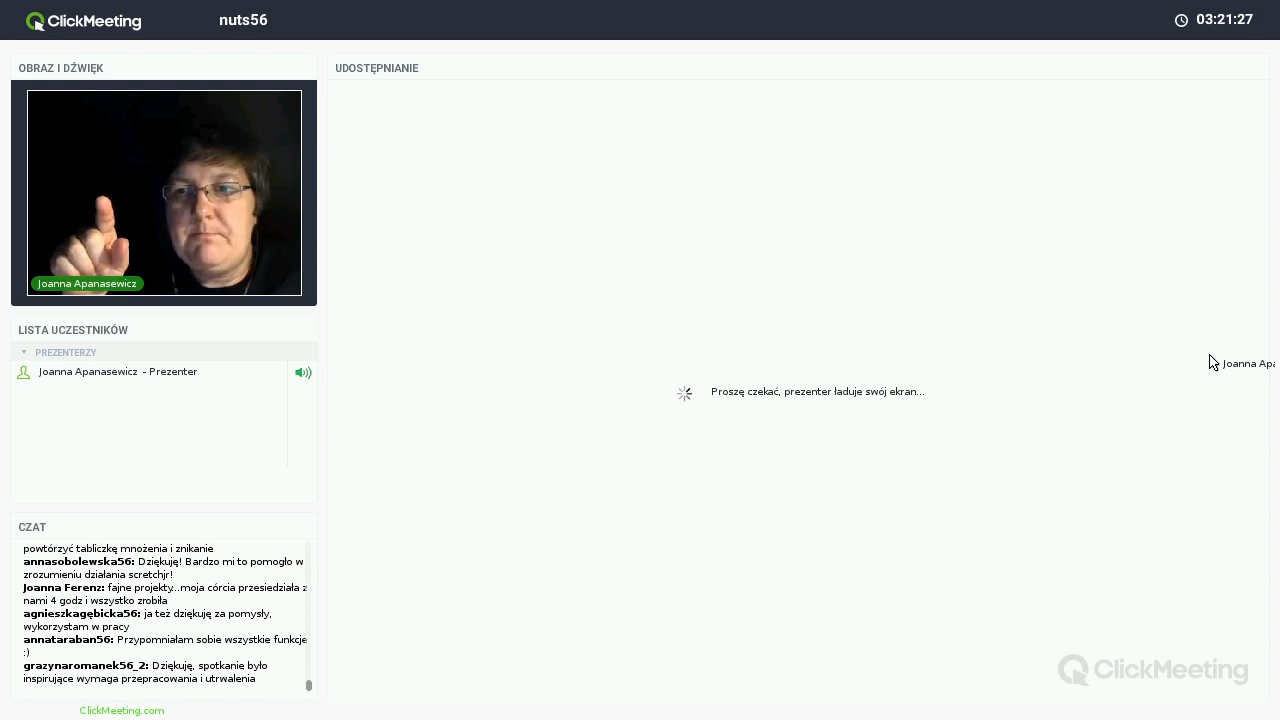 ClickMeeting
nuts56
03:21:27
OBRAZ I DŹWIĘK
Joanna Apanasewicz
LISTA UCZESTNIKÓW
PREZENTERZY
Joanna Apanasewicz - Prezenter
CZAT
powtórzyć tabliczkę mnożenia i znikanie
annasobolewska56: Dziękuję! Bardzo mi to pomogło w
zrozumieniu działania scretchjr!
Joanna Ferenz: fajne projekty...moja córcia przesiedziała z
nami 4 godz i wszystko zrobiła
agnieszkagębicka56: ja też dziękuję za pomysły,
wykorzystam w pracy
annataraban56: Przypomniałam sobie wszystkie funkcje
:)
grazynaromanek56_2: Dziękuję, spotkanie było
inspirujące wymaga przepracowania i utrwalenia
ClickMeeting.com
UDOSTĘPNIANIE
Joanna Apa
Proszę czekać, prezenter ładuje swój ekran...
ClickMeeting